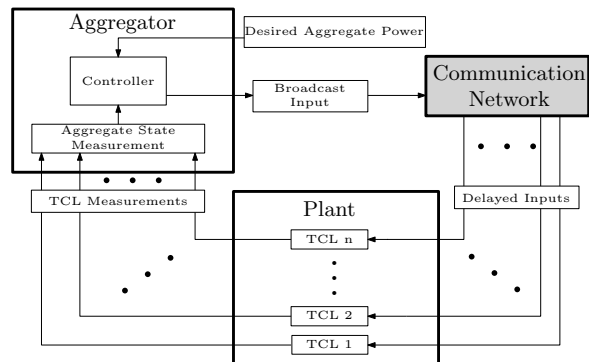 Aggregator
Desired Aggregate Power
Controller
Broadcast
Input
Communication
Network
Aggregate State
Measurement
TCL Measurements
Delayed Inputs
Plant
TCL n
TCL 2
TCL 1